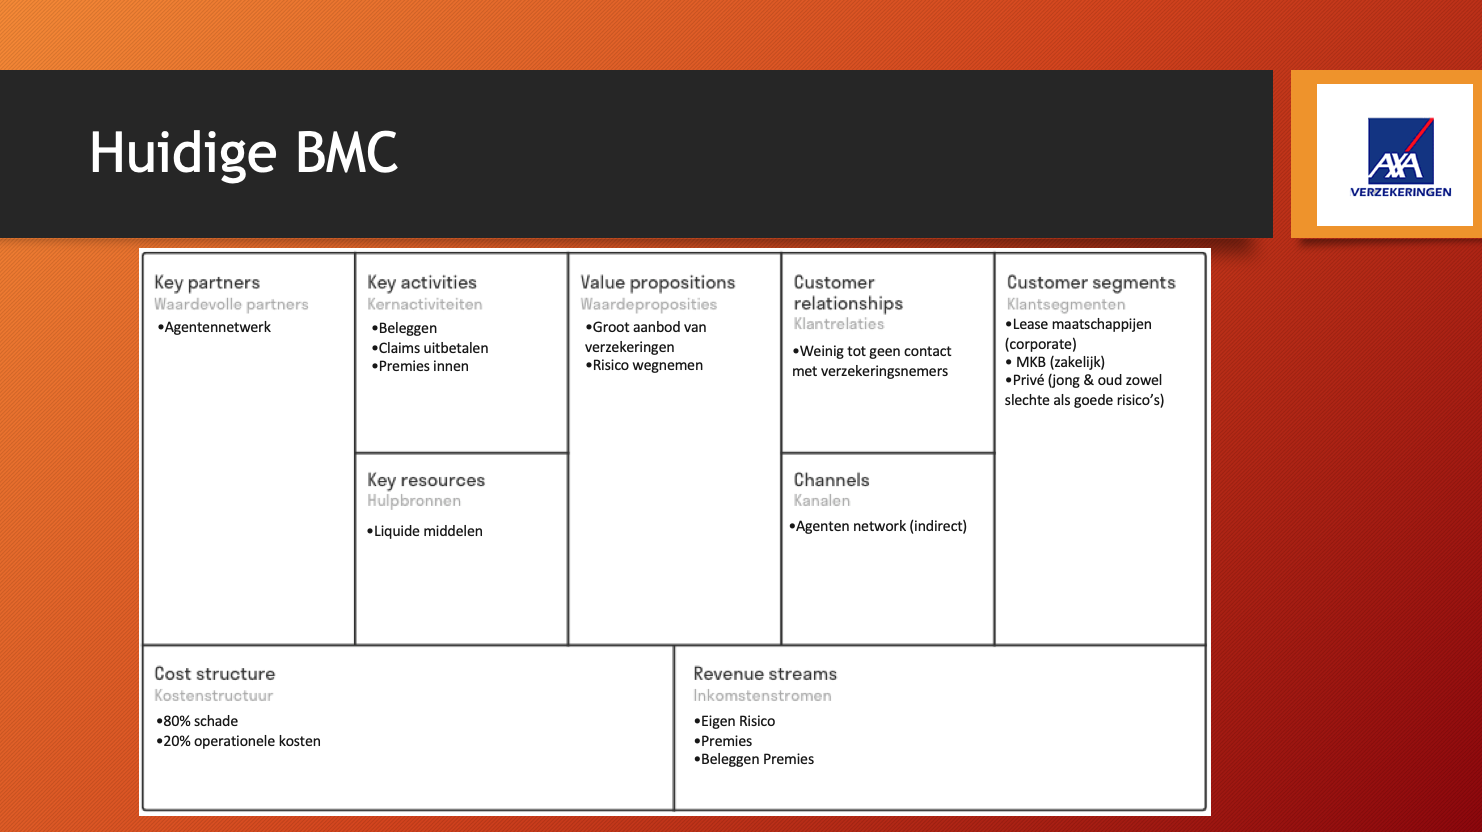 Huidige BMC
AXA
VERZEKERINGEN
Key partners
Waardevolle partners
•Agentennetwerk
Key activities
Kernactiviteiten
•Beleggen
•Claims uitbetalen
•Premies innen
Key resources
Hulpbronnen
•Liquide middelen
Value propositions
Waardeproposities
•Groot aanbod van
verzekeringen
•Risico wegnemen
Customer
relationships
Klantrelaties
•Weinig tot geen contact
met verzekeringsnemers
Channels
Kanalen
•Agenten network (indirect)
Customer segments
Klantsegmenten
•Lease maatschappijen
(corporate)
• MKB (zakelijk)
•Privé (jong & oud zowel
slechte als goede risico’s)
Cost structure
Kostenstructuur
•80% schade
•20% operationele kosten
Revenue streams
Inkomstenstromen
•Eigen Risico
•Premies
•Beleggen Premies